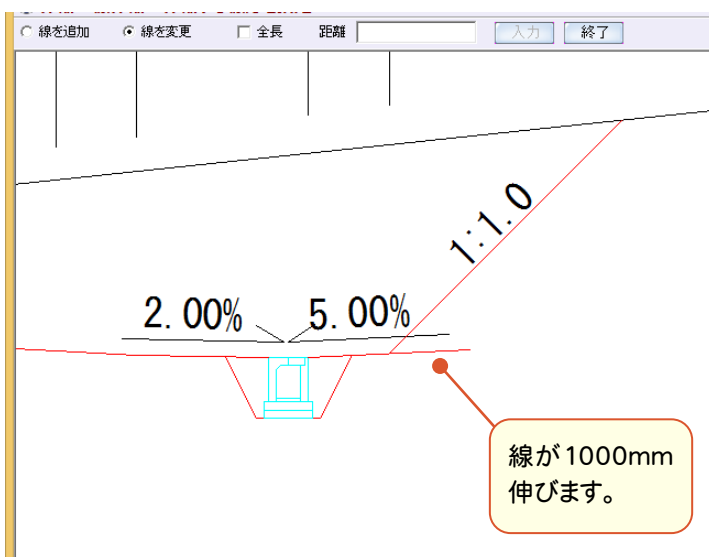 線を追加 線を変更 全長 距離 入力 終了
1:1.0
2.00% 5.00%
線が1000mm
伸びます。